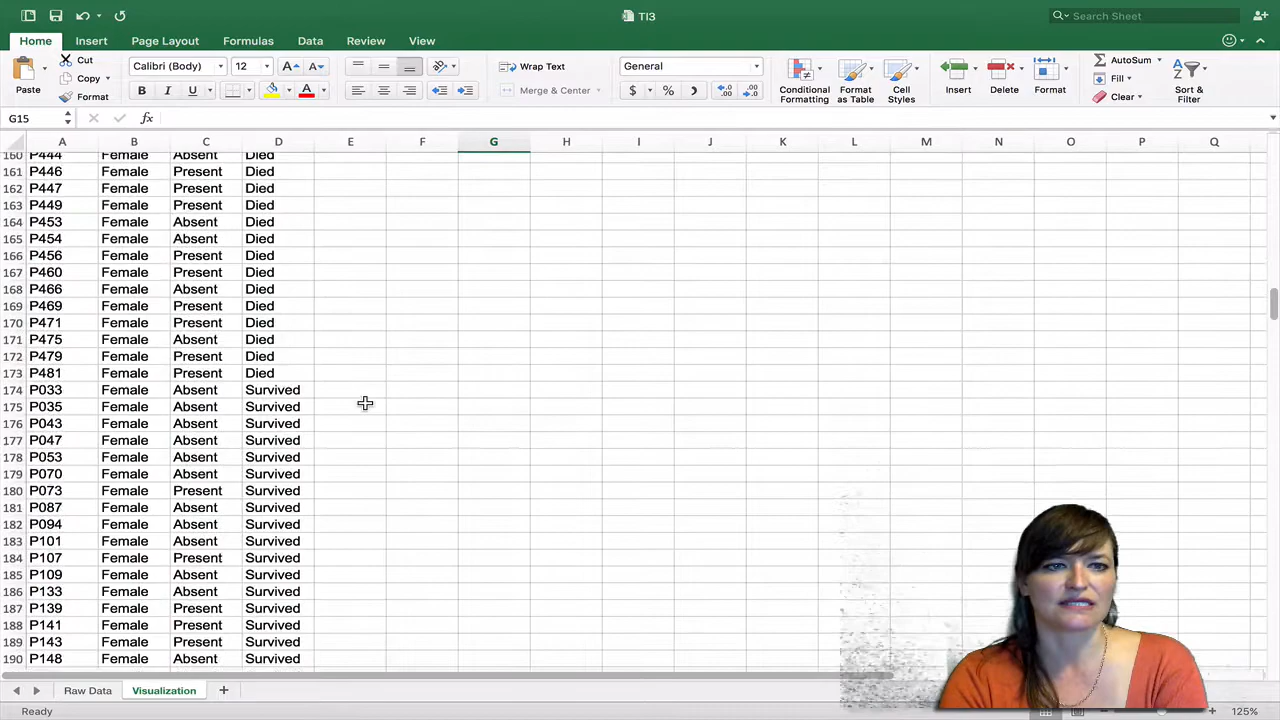 TI3
Search Sheet
Home Insert Page Layout Formulas Data Review View
Paste Cut Copy Format Calibri (Body) 12 A A B I U A Wrap Text Merge & Center General $ % Conditional Formatting Format as Table Cell Styles Insert Delete Format AutoSum Fill Clear Sort & Filter
G15 fx
A B C D E F G H I J K L M N O P Q
160 P444 Female Absent Died
161 P446 Female Present Died
162 P447 Female Present Died
163 P449 Female Present Died
164 P453 Female Absent Died
165 P454 Female Absent Died
166 P456 Female Present Died
167 P460 Female Present Died
168 P466 Female Absent Died
169 P469 Female Present Died
170 P471 Female Present Died
171 P475 Female Absent Died
172 P479 Female Present Died
173 P481 Female Present Died
174 P033 Female Absent Survived
175 P035 Female Absent Survived
176 P043 Female Absent Survived
177 P047 Female Absent Survived
178 P053 Female Absent Survived
179 P070 Female Absent Survived
180 P073 Female Present Survived
181 P087 Female Absent Survived
182 P094 Female Absent Survived
183 P101 Female Absent Survived
184 P107 Female Present Survived
185 P109 Female Absent Survived
186 P133 Female Absent Survived
187 P139 Female Present Survived
188 P141 Female Present Survived
189 P143 Female Present Survived
190 P148 Female Absent Survived
Raw Data Visualization +
Ready 125%